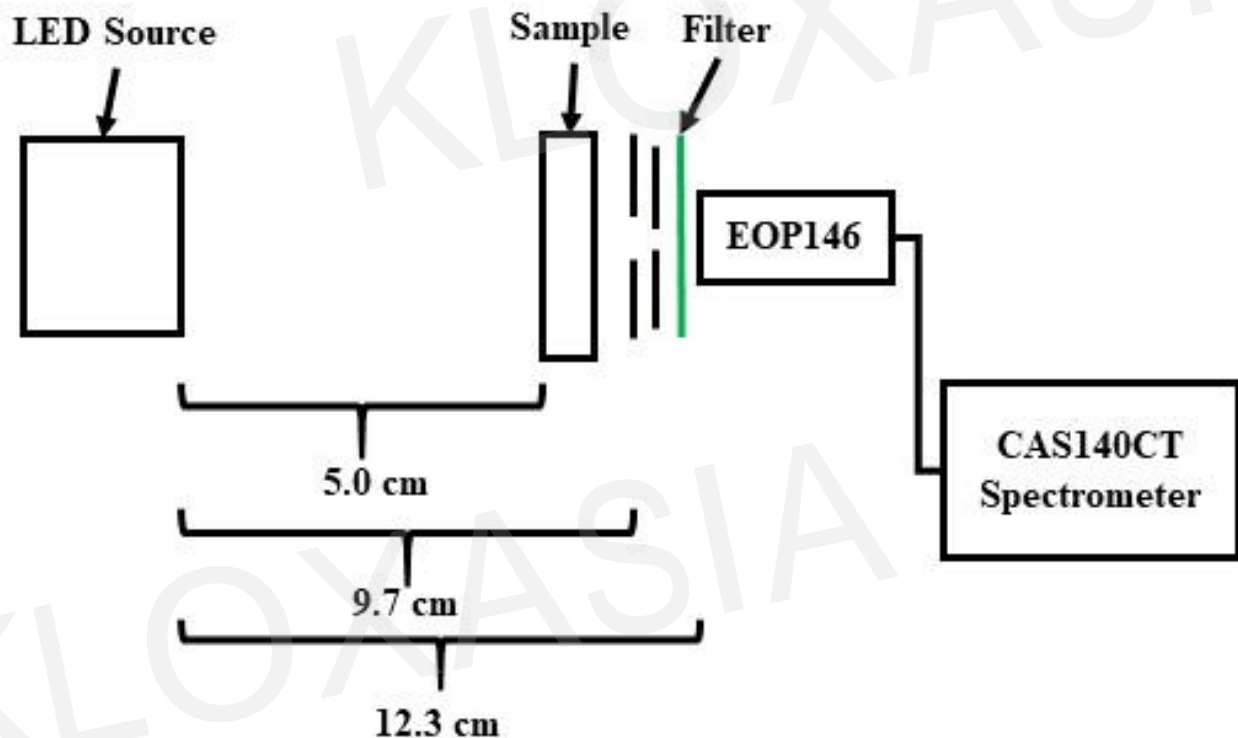 KLOXASIA
LED Source
Sample
Filter
EOP146
CAS140CT
Spectrometer
5.0 cm
9.7 cm
12.3 cm
KLOXASIA